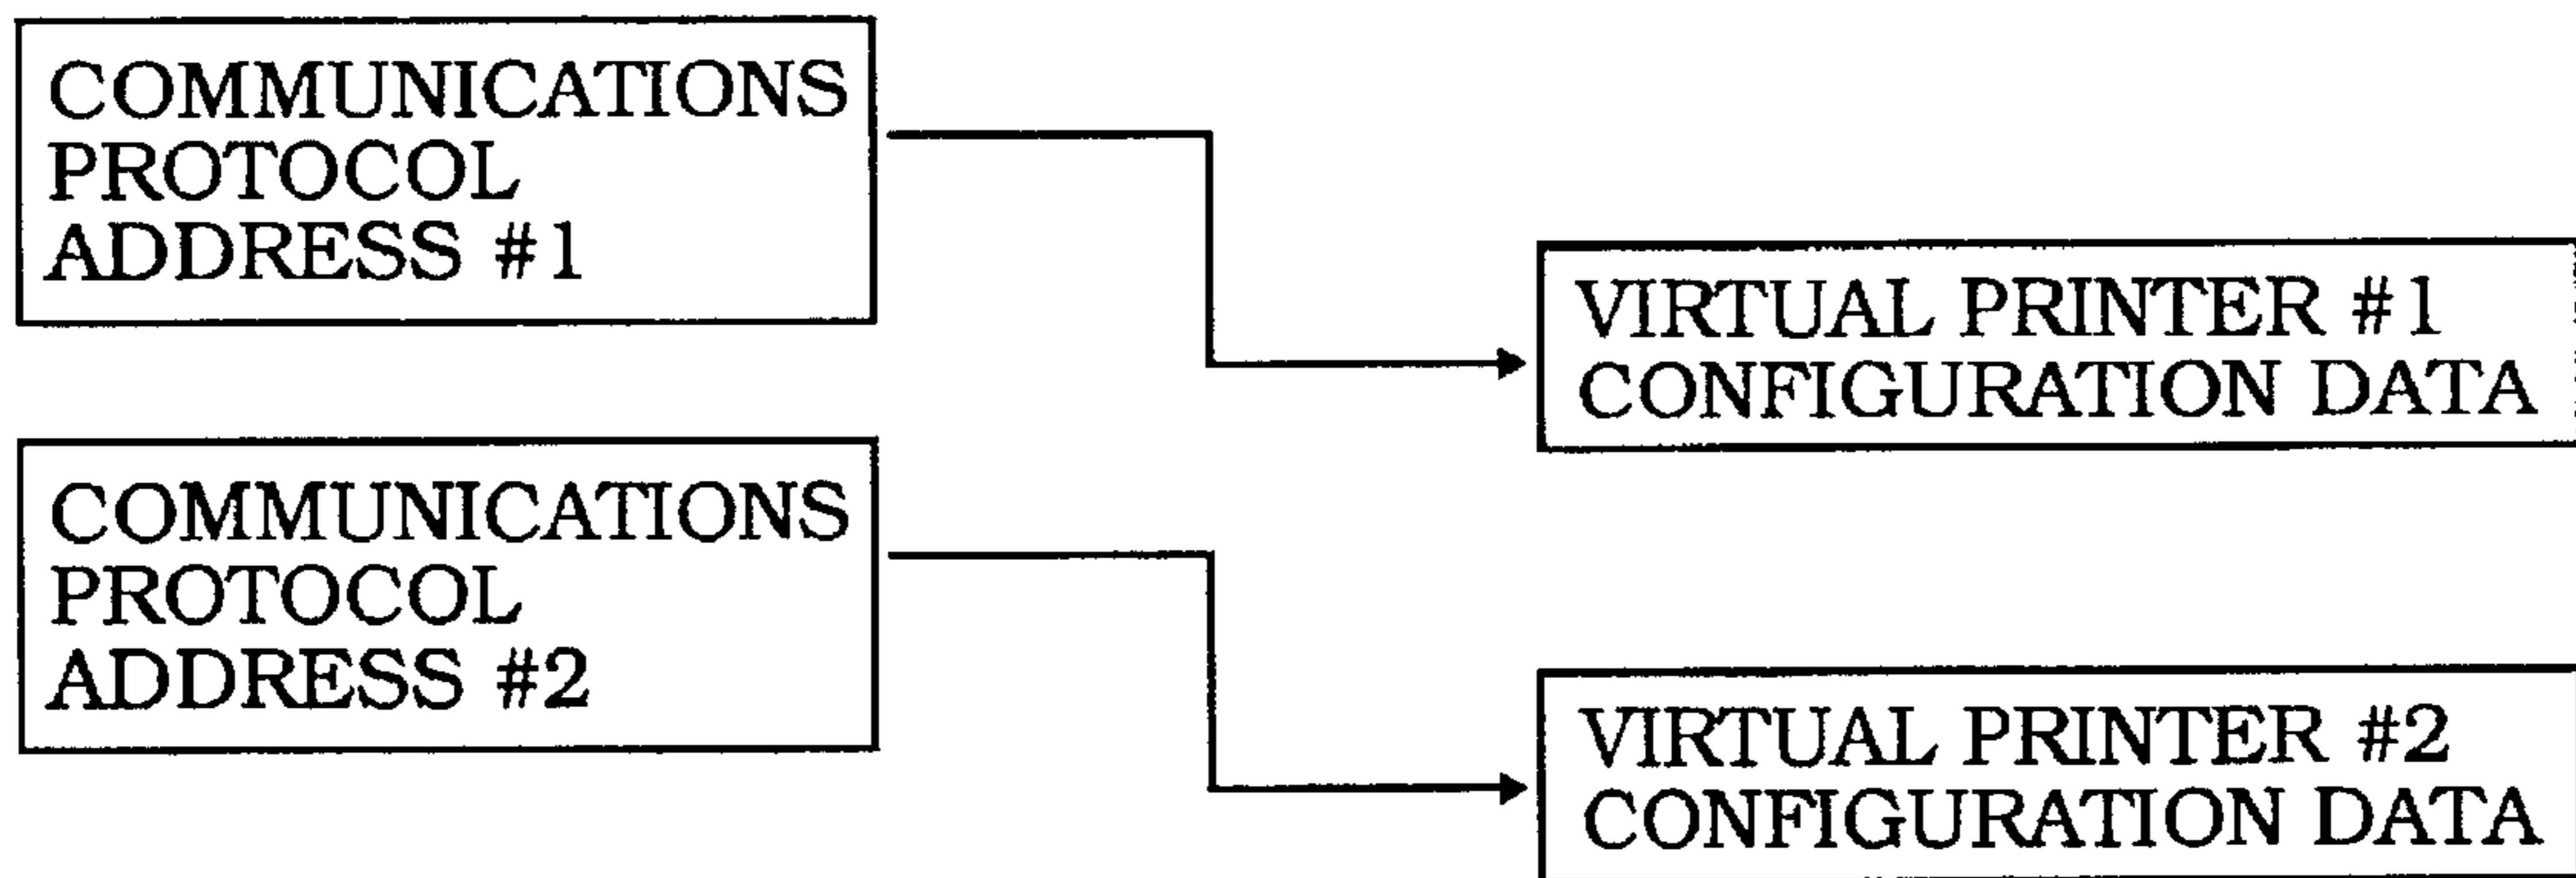 COMMUNICATIONS
PROTOCOL
ADDRESS #1
VIRTUAL PRINTER #1
CONFIGURATION DATA
COMMUNICATIONS
PROTOCOL
ADDRESS #2
VIRTUAL PRINTER #2
CONFIGURATION DATA